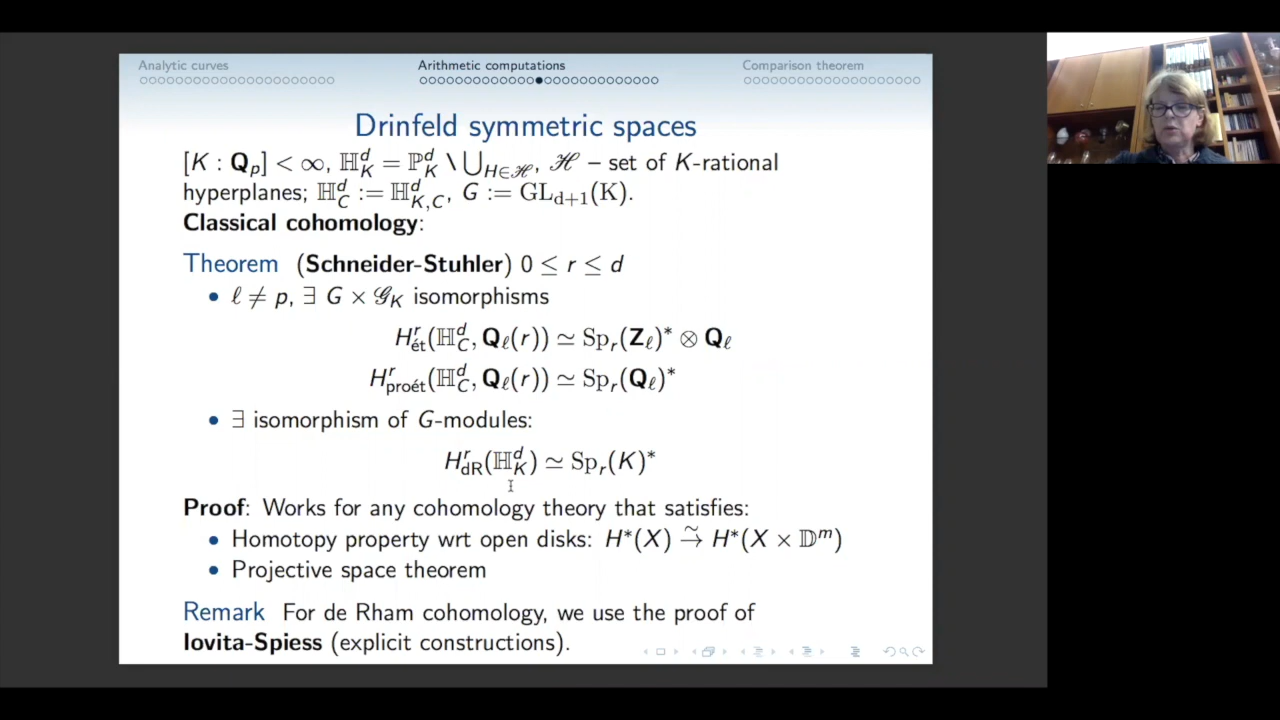 Analytic curves
Arithmetic computations
Comparison theorem
Drinfeld symmetric spaces
[K : Q_p] < ∞, ℍ^d_K = ℙ^d_K \ ⋃_{H∈ℋ}, ℋ – set of K-rational
hyperplanes; ℍ^d_C := ℍ^d_{K,C}, G := GL_{d+1}(K).
Classical cohomology:
Theorem (Schneider-Stuhler) 0 ≤ r ≤ d
• ℓ ≠ p, ∃ G × 𝒢_K isomorphisms
H^r_ét(ℍ^d_C, Q_ℓ(r)) ≃ Sp_r(Z_ℓ)* ⊗ Q_ℓ
H^r_proét(ℍ^d_C, Q_ℓ(r)) ≃ Sp_r(Q_ℓ)*
• ∃ isomorphism of G-modules:
H^r_dR(ℍ^d_K) ≃ Sp_r(K)*
Proof: Works for any cohomology theory that satisfies:
• Homotopy property wrt open disks: H*(X) →̃ H*(X × 𝔻^m)
• Projective space theorem
Remark For de Rham cohomology, we use the proof of
Iovita-Spiess (explicit constructions).